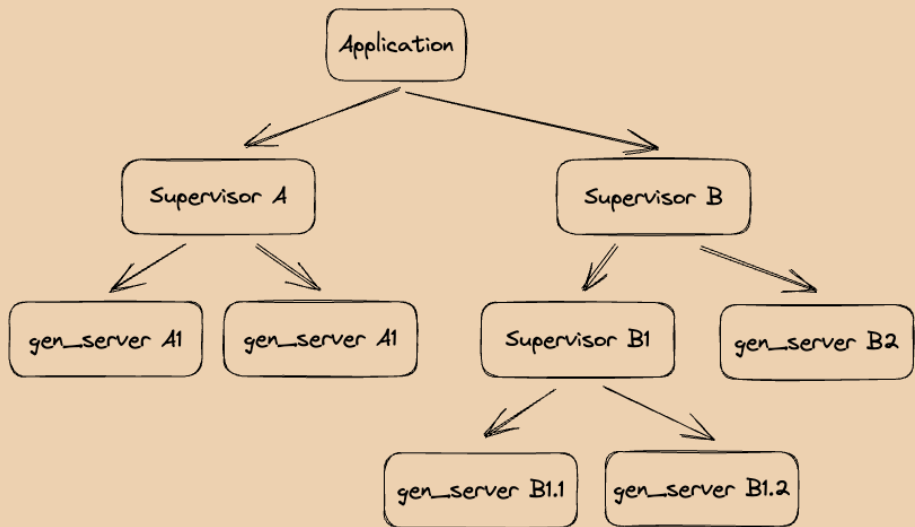 Application
Supervisor A
Supervisor B
gen_server A1
gen_server A1
Supervisor B1
gen_server B2
gen_server B1.1
gen_server B1.2